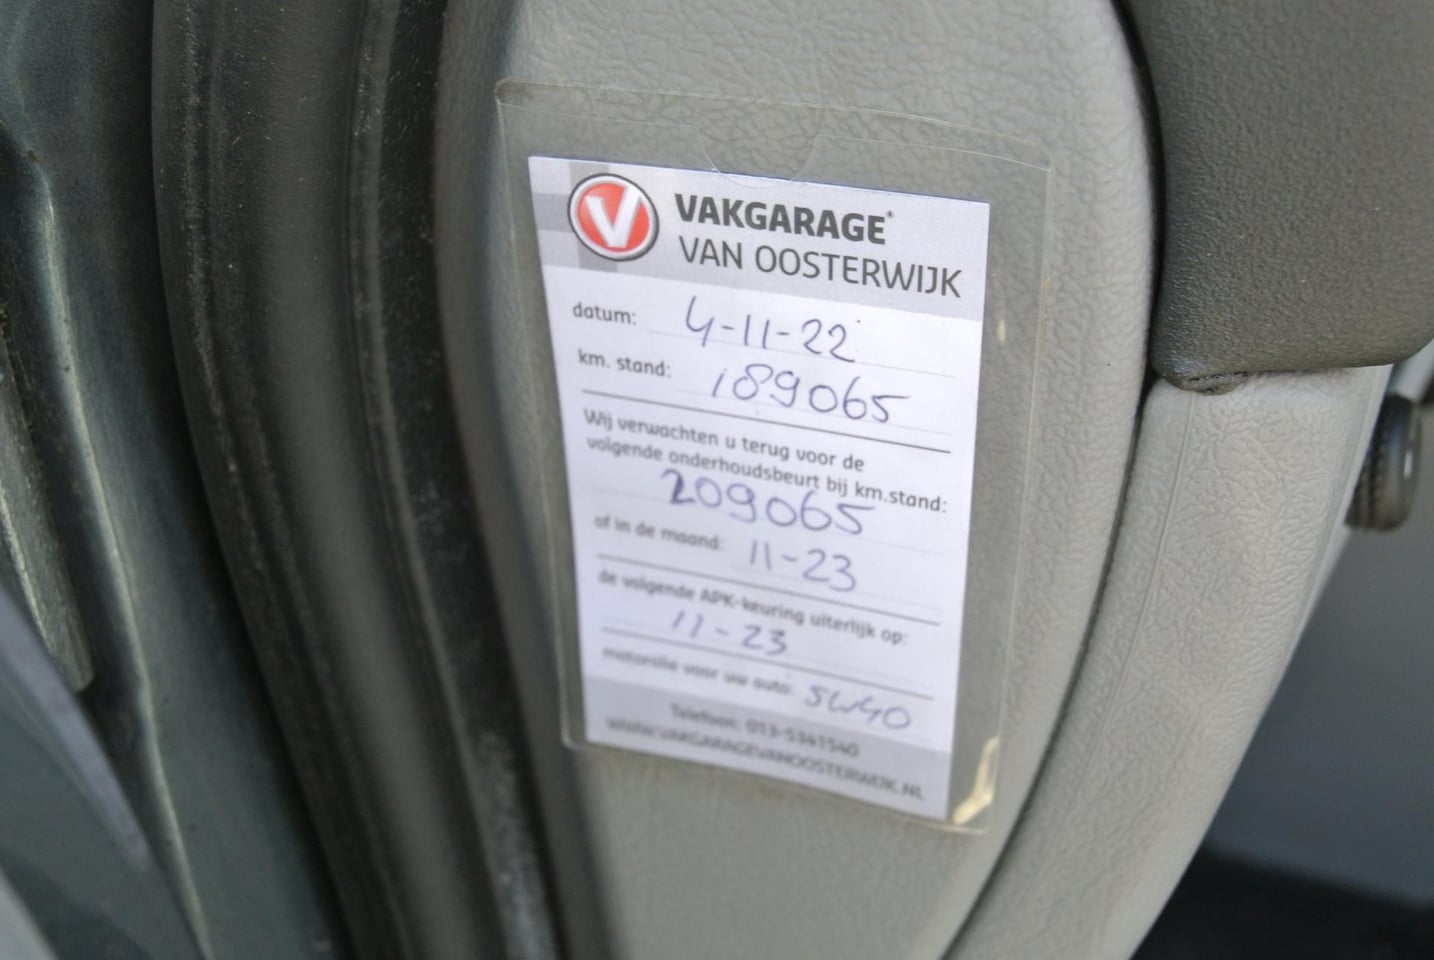 V
VAKGARAGE®
VAN OOSTERWIJK
datum: 4-11-22
km. stand: 189065
Wij verwachten u terug voor de
volgende onderhoudsbeurt bij km.stand:
209065
of in de maand: 11-23
de volgende APK-keuring uiterlijk op:
11-23
motorolie voor uw auto: 5W40
Telefoon: 013-5341540
WWW.VAKGARAGEVANOOSTERWIJK.NL